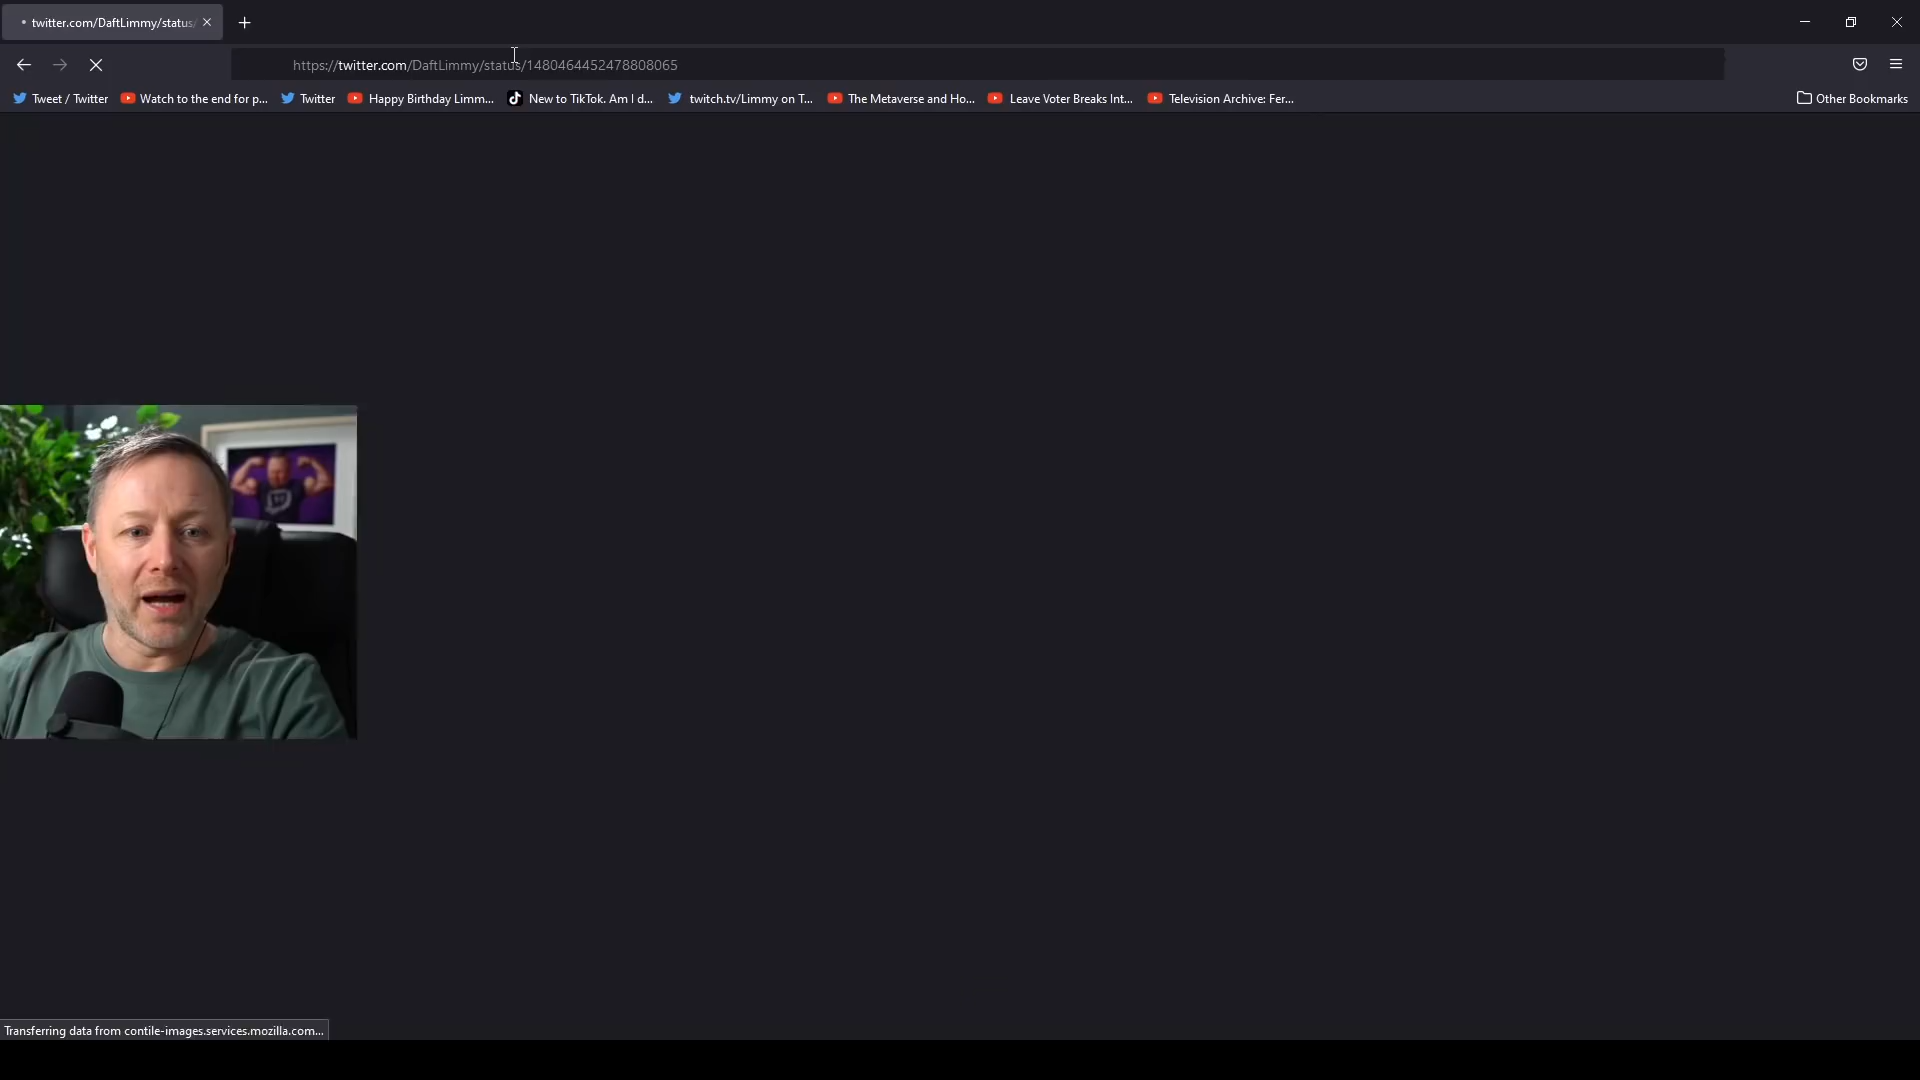 twitter.com/DaftLimmy/status/
https://twitter.com/DaftLimmy/status/1480464452478808065
Tweet / Twitter Watch to the end for p... Twitter Happy Birthday Limm... New to TikTok. Am I d... twitch.tv/Limmy on T... The Metaverse and Ho... Leave Voter Breaks Int... Television Archive: Fer... Other Bookmarks
Transferring data from contile-images.services.mozilla.com...